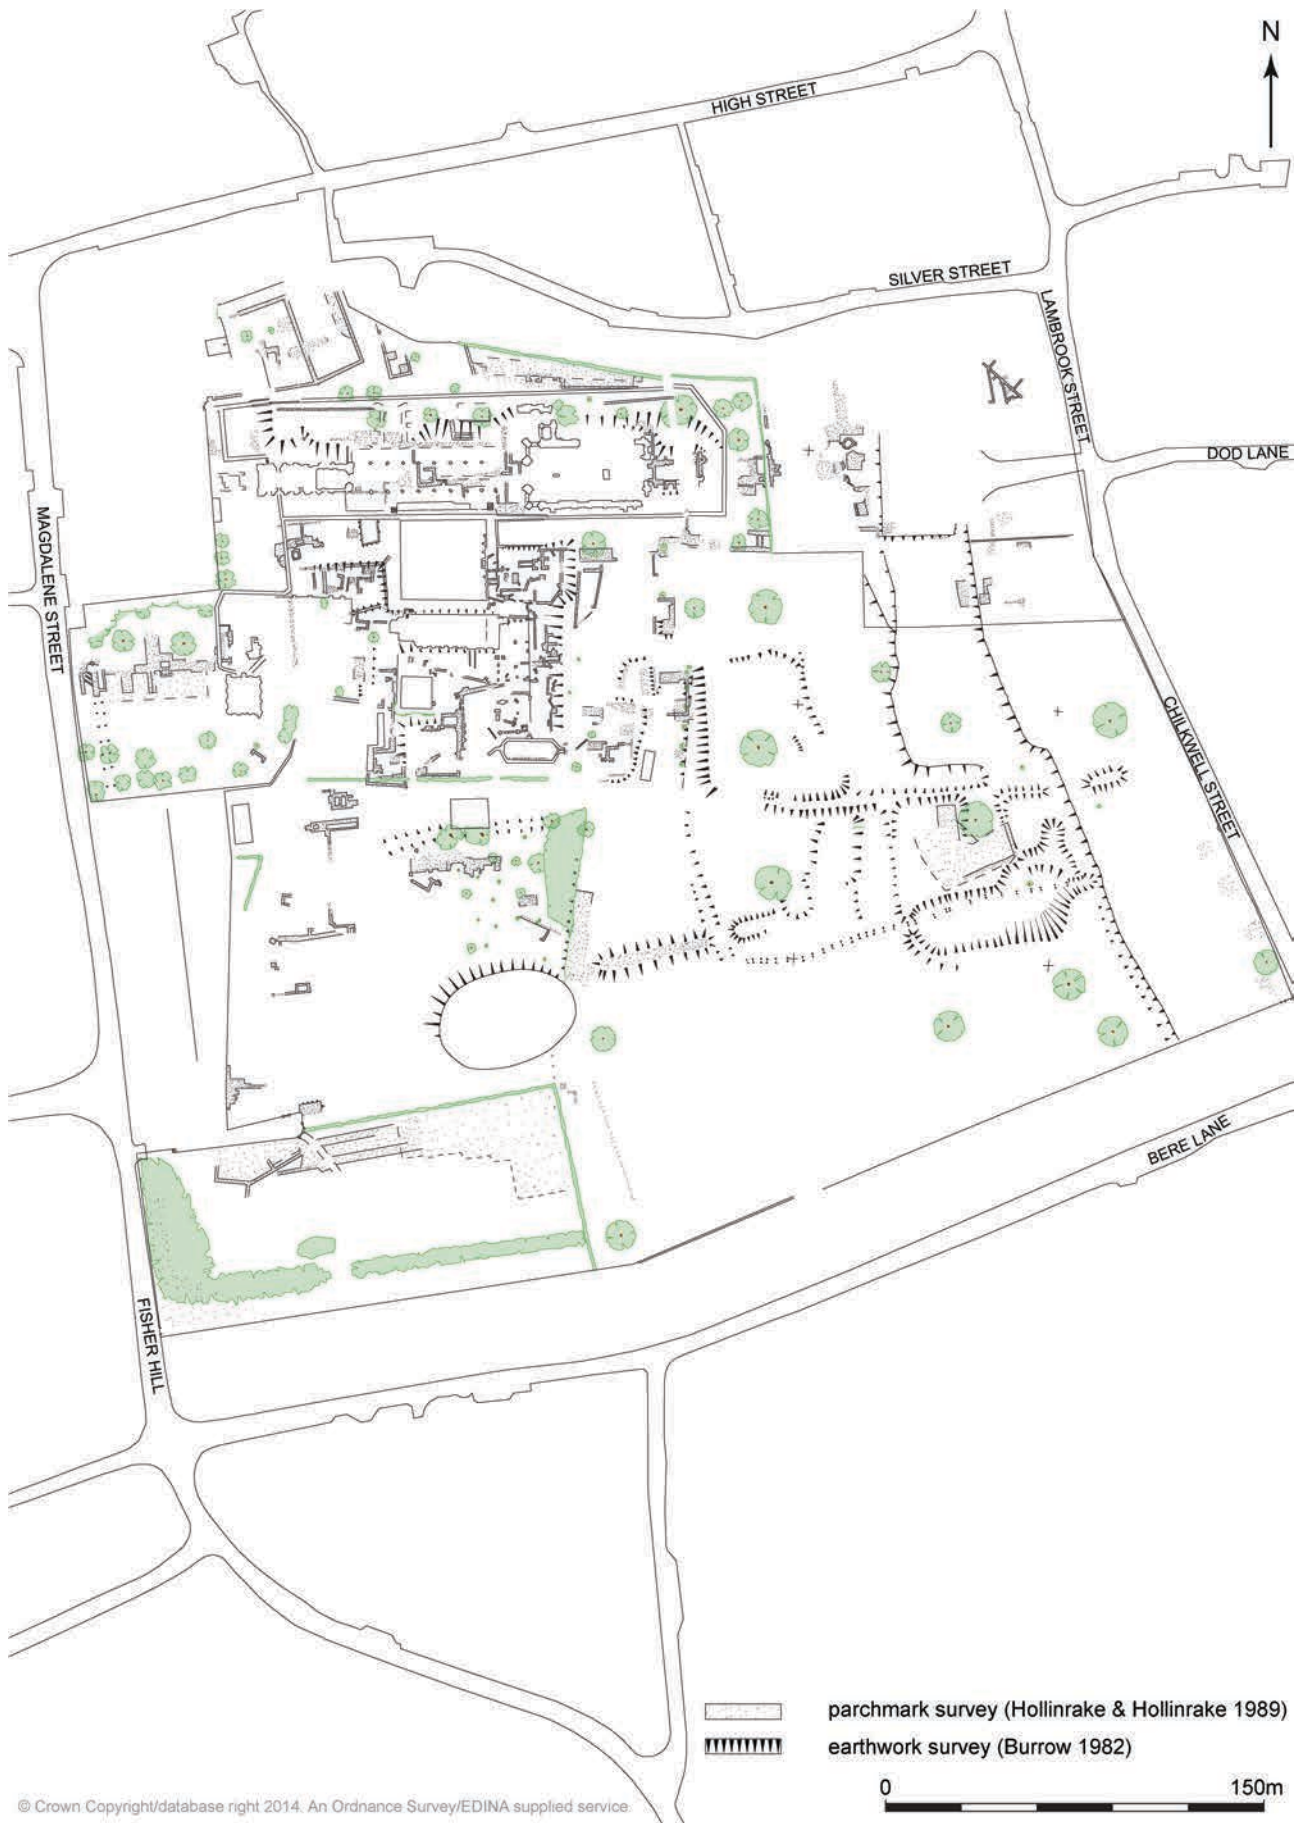 N
HIGH STREET
SILVER STREET
LAMBROOK STREET
DOD LANE
MAGDALENE STREET
CHILKWELL STREET
BERE LANE
FISHER HILL
parchmark survey (Hollinrake & Hollinrake 1989)
earthwork survey (Burrow 1982)
0 150m
© Crown Copyright/database right 2014. An Ordnance Survey/EDINA supplied service.